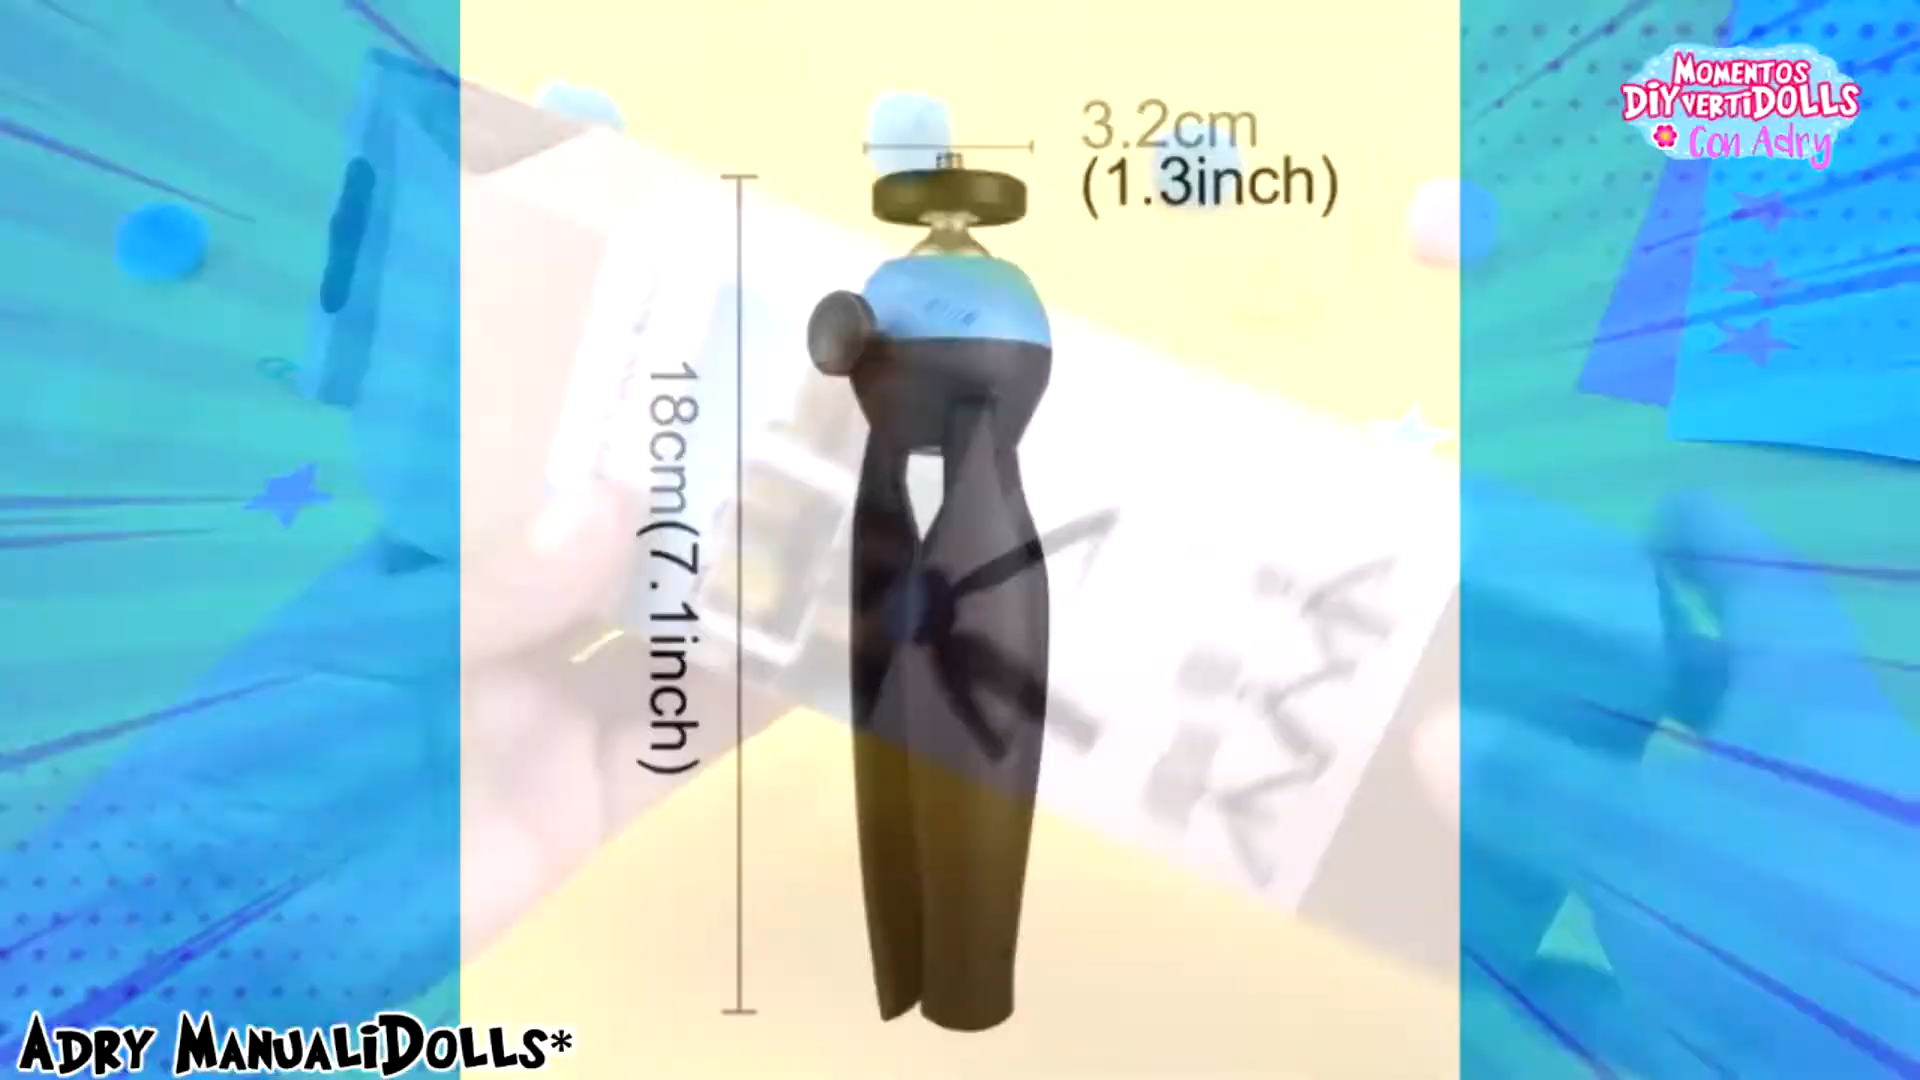 MOMENTOS
DiYVERTiDOLLS
Con Adry
3.2cm
(1.3inch)
18cm(7.1inch)
ADRY MANUALiDOLLS*